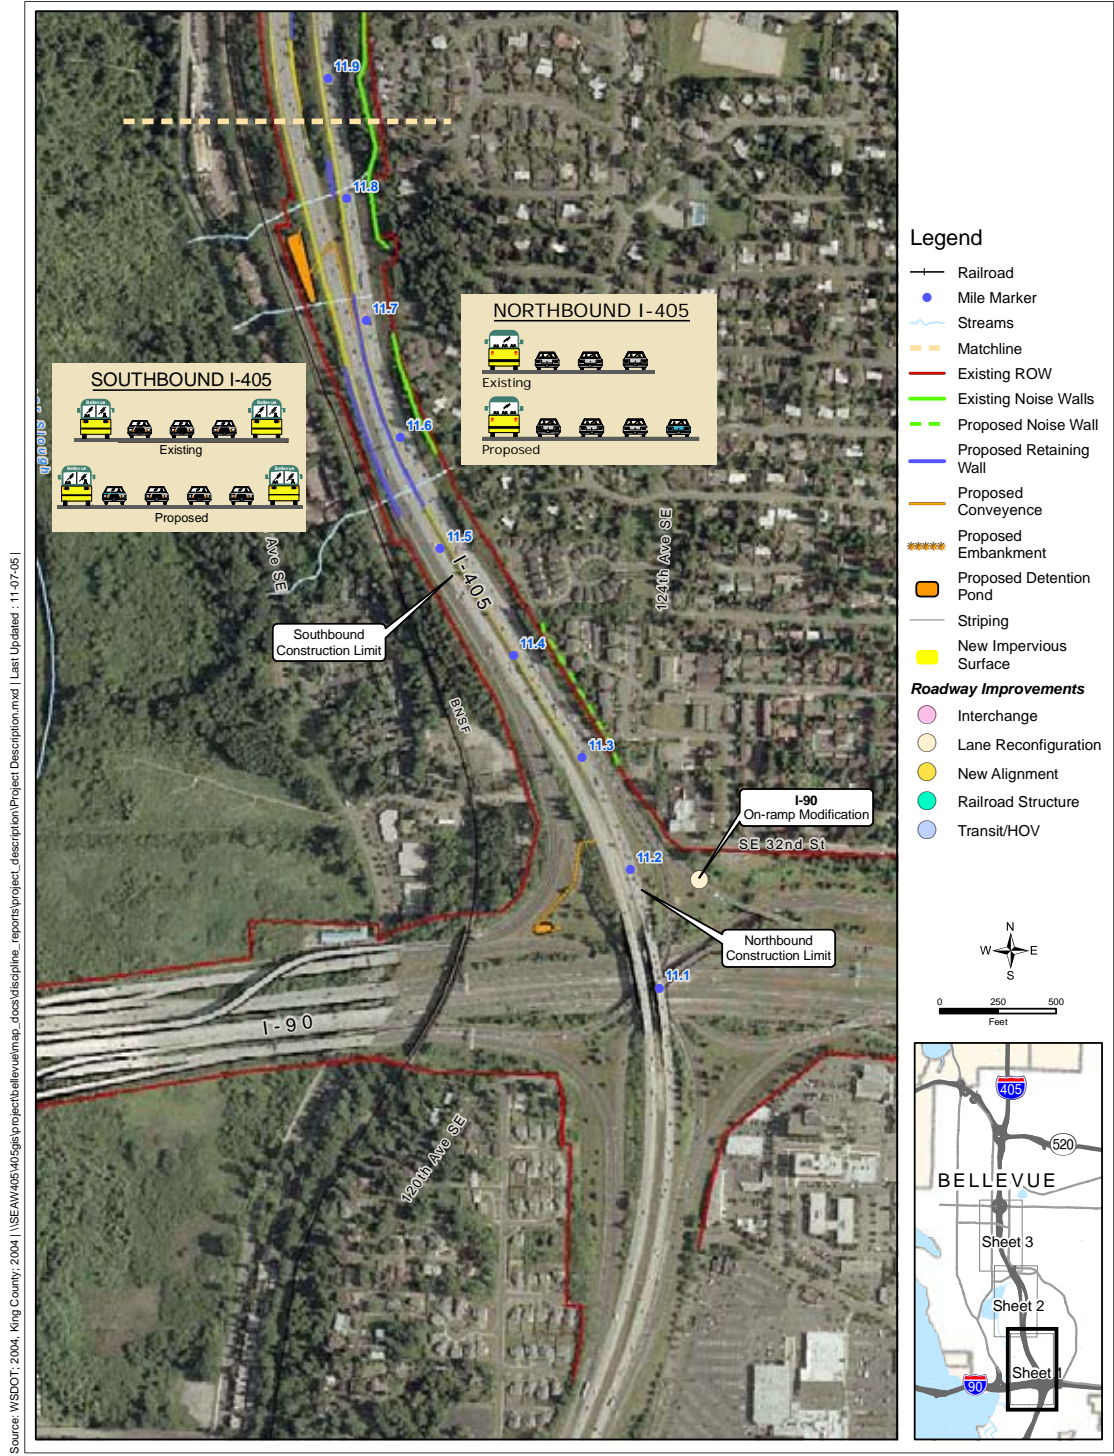 11.9
11.8
11.7
NORTHBOUND I-405
Existing
Proposed
SOUTHBOUND I-405
Bellevue
Bellevue
Existing
Bellevue
Bellevue
Proposed
Slough
11.6
11.5
I-405
Ave SE
124th Ave SE
Southbound
Construction Limit
11.4
BNSF
11.3
I-90
On-ramp Modification
SE 32nd St
11.2
Northbound
Construction Limit
11.1
I-90
120th Ave SE
Legend
Railroad
Mile Marker
Streams
Matchline
Existing ROW
Existing Noise Walls
Proposed Noise Wall
Proposed Retaining
Wall
Proposed
Conveyence
Proposed
Embankment
Proposed Detention
Pond
Striping
New Impervious
Surface
Roadway Improvements
Interchange
Lane Reconfiguration
New Alignment
Railroad Structure
Transit/HOV
N
W E
S
0 250 500
Feet
405
520
BELLEVUE
Sheet 3
Sheet 2
Sheet 1
90
Source: WSDOT; 2004, King County; 2004 | \\SEAW405\405gis\project\bellevue\map_docs\discipline_reports\project_description\Project Description.mxd | Last Updated : 11-07-05 |